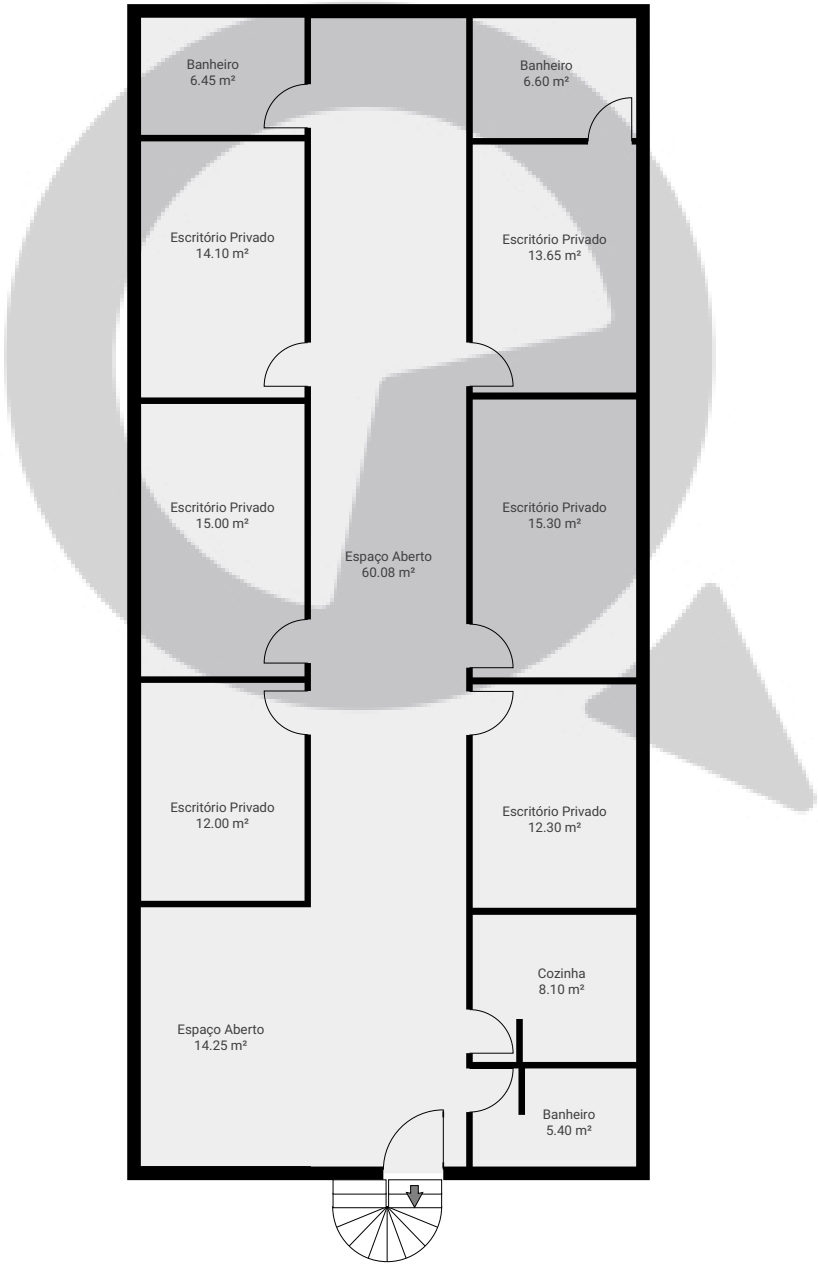 Banheiro
6.45 m²
Banheiro
6.60 m²
Escritório Privado
14.10 m²
Escritório Privado
13.65 m²
Escritório Privado
15.00 m²
Escritório Privado
15.30 m²
Espaço Aberto
60.08 m²
Escritório Privado
12.00 m²
Escritório Privado
12.30 m²
Cozinha
8.10 m²
Espaço Aberto
14.25 m²
Banheiro
5.40 m²